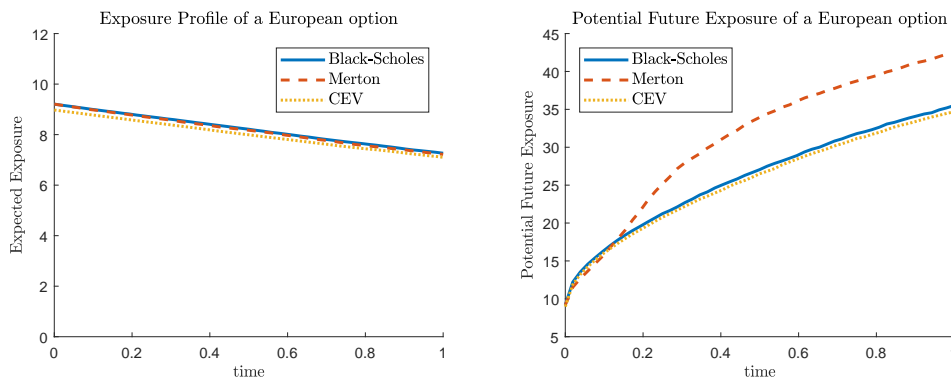 Exposure Profile of a European option
12
10
8
6
4
2
0
Expected Exposure
0
0.2
0.4
0.6
0.8
1
time
Black-Scholes
Merton
CEV
Potential Future Exposure of a European option
45
40
35
30
25
20
15
10
5
Potential Future Exposure
0
0.2
0.4
0.6
0.8
time
Black-Scholes
Merton
CEV